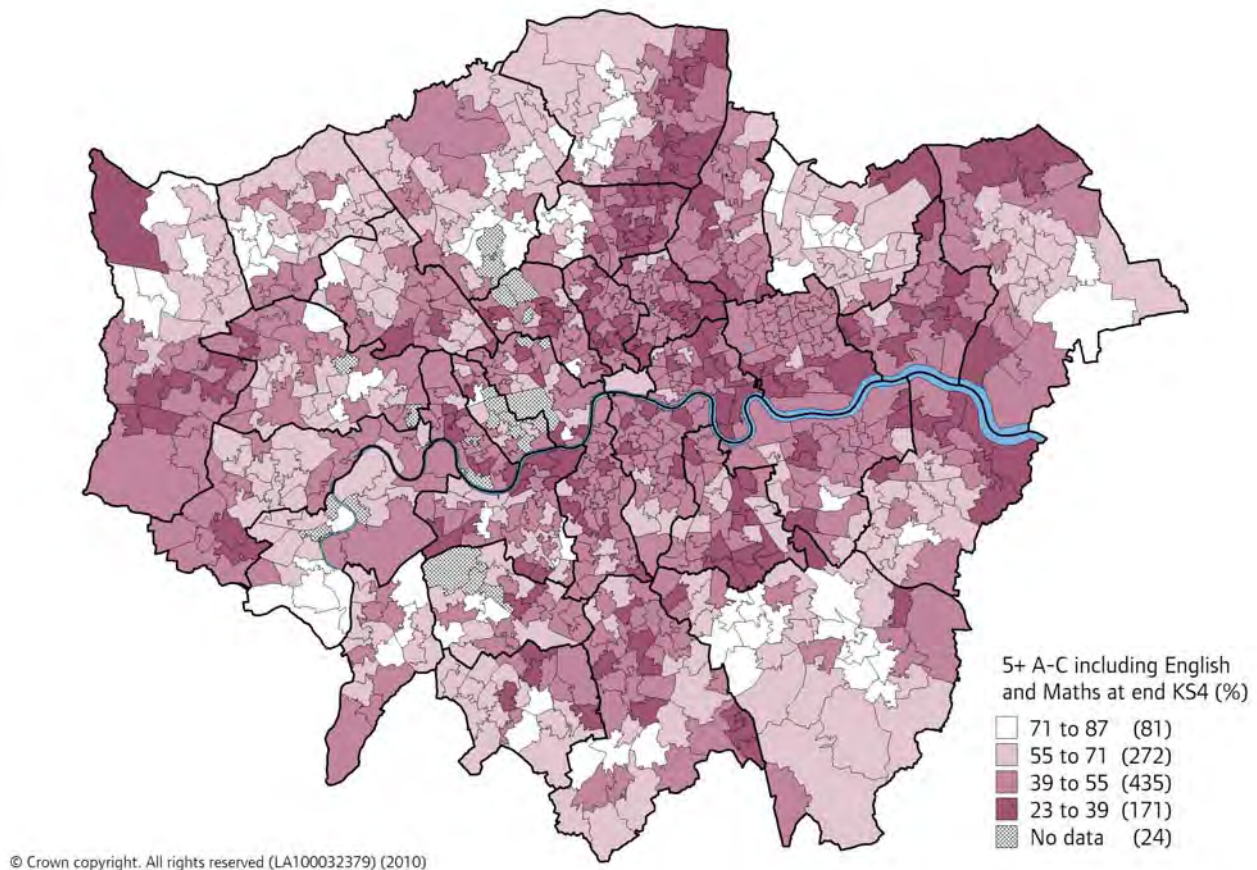 5+ A-C including English
and Maths at end KS4 (%)
71 to 87 (81)
55 to 71 (272)
39 to 55 (435)
23 to 39 (171)
No data (24)
© Crown copyright. All rights reserved (LA100032379) (2010)